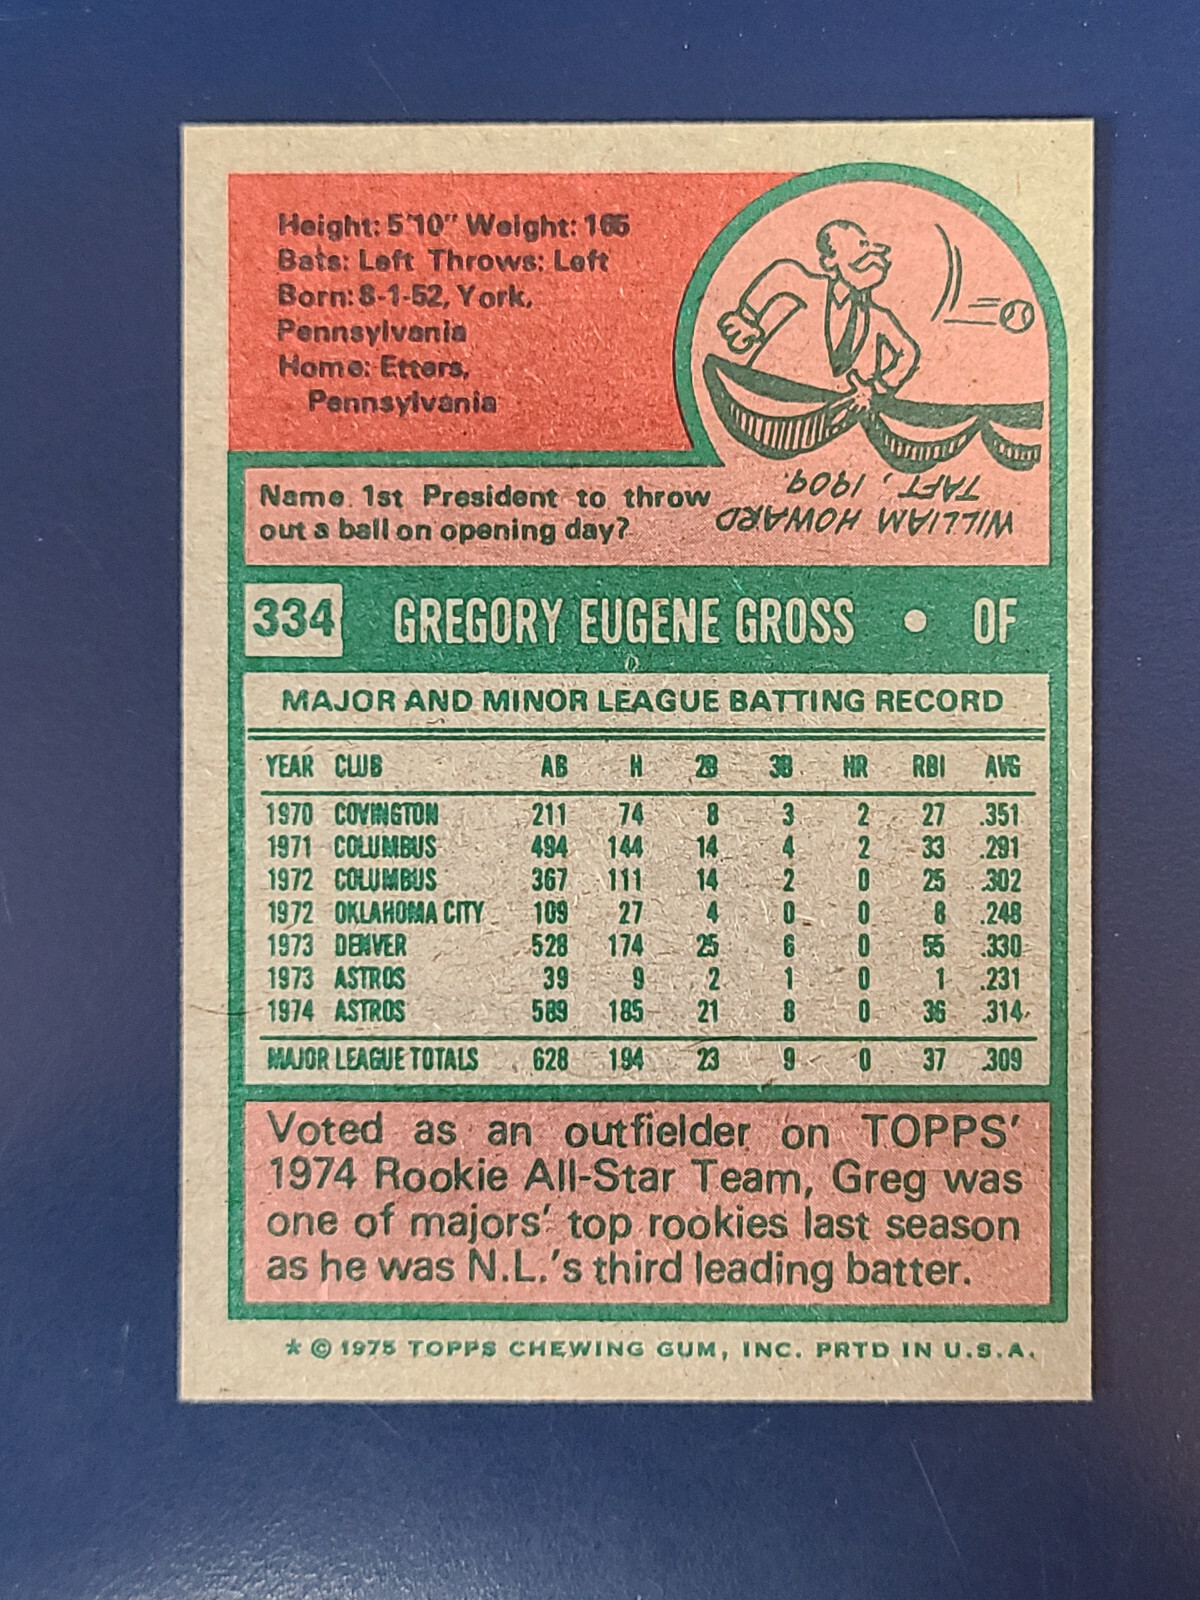 Height: 5'10" Weight: 165
Bats: Left Throws: Left
Born: 8-1-52, York,
Pennsylvania
Home: Etters,
Pennsylvania
Name 1st President to throw
out a ball on opening day?
WILLIAM HOWARD
TAFT, 1909.
334 GREGORY EUGENE GROSS • OF
D
MAJOR AND MINOR LEAGUE BATTING RECORD
YEAR CLUB AB H 2B 3B HR RBI AVG
1970 COVINGTON 211 74 8 3 2 27 .351
1971 COLUMBUS 494 144 14 4 2 33 .291
1972 COLUMBUS 367 111 14 2 0 25 .302
1972 OKLAHOMA CITY 109 27 4 0 0 8 .248
1973 DENVER 528 174 25 6 0 55 .330
1973 ASTROS 39 9 2 1 0 1 .231
1974 ASTROS 589 185 21 8 0 36 .314
MAJOR LEAGUE TOTALS 628 194 23 9 0 37 .309
Voted as an outfielder on TOPPS'
1974 Rookie All-Star Team, Greg was
one of majors' top rookies last season
as he was N.L.'s third leading batter.
* © 1975 TOPPS CHEWING GUM, INC. PRTD IN U.S.A.